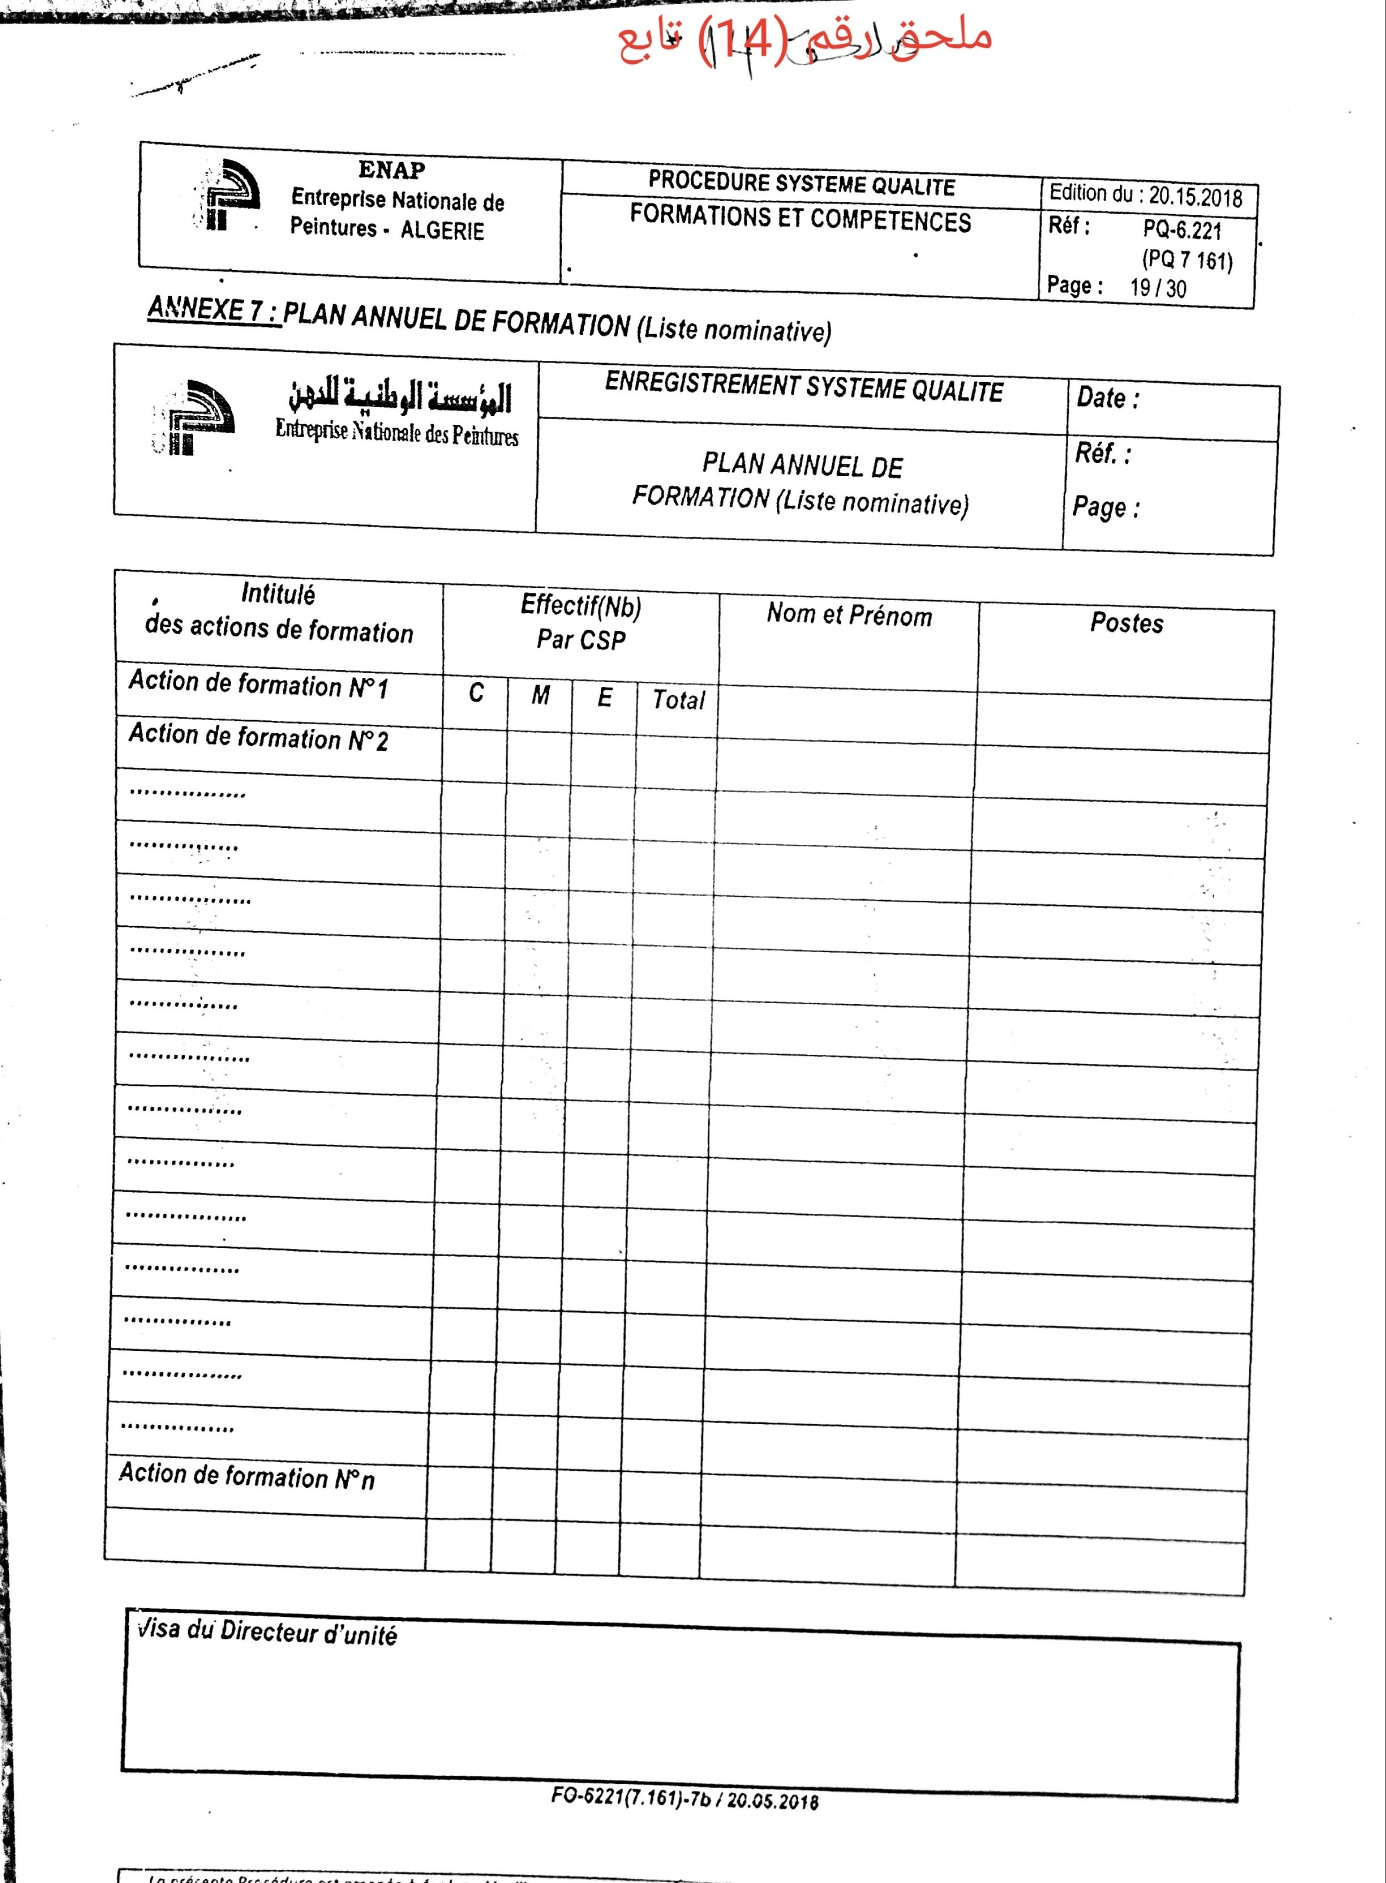 ملحق رقم (14) تابع
ENAP
Entreprise Nationale de
Peintures - ALGERIE
PROCEDURE SYSTEME QUALITE
FORMATIONS ET COMPETENCES
Edition du : 20.15.2018
Réf : PQ-6.221
(PQ 7 161)
Page : 19 / 30
ANNEXE 7 : PLAN ANNUEL DE FORMATION (Liste nominative)
المؤسسة الوطنية للدهن
Entreprise Nationale des Peintures
ENREGISTREMENT SYSTEME QUALITE
PLAN ANNUEL DE
FORMATION (Liste nominative)
Date :
Réf. :
Page :
Intitulé
des actions de formation
Effectif(Nb)
Par CSP
Nom et Prénom
Postes
Action de formation N°1
C M E Total
Action de formation N°2
................
...............
.................
................
...............
.................
................
...............
.................
................
...............
.................
................
Action de formation N°n
Visa du Directeur d'unité
FO-6221(7.161)-7b / 20.05.2018